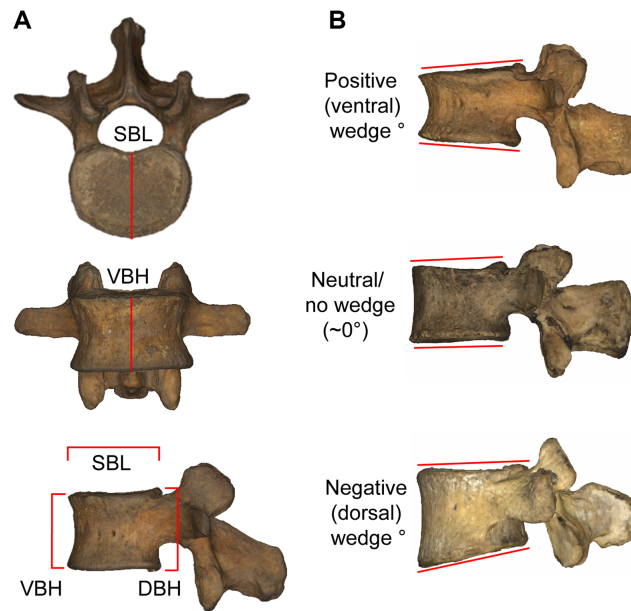 A
SBL
VBH
SBL
VBH
DBH
B
Positive
(ventral)
wedge °
Neutral/
no wedge
(~0°)
Negative
(dorsal)
wedge °